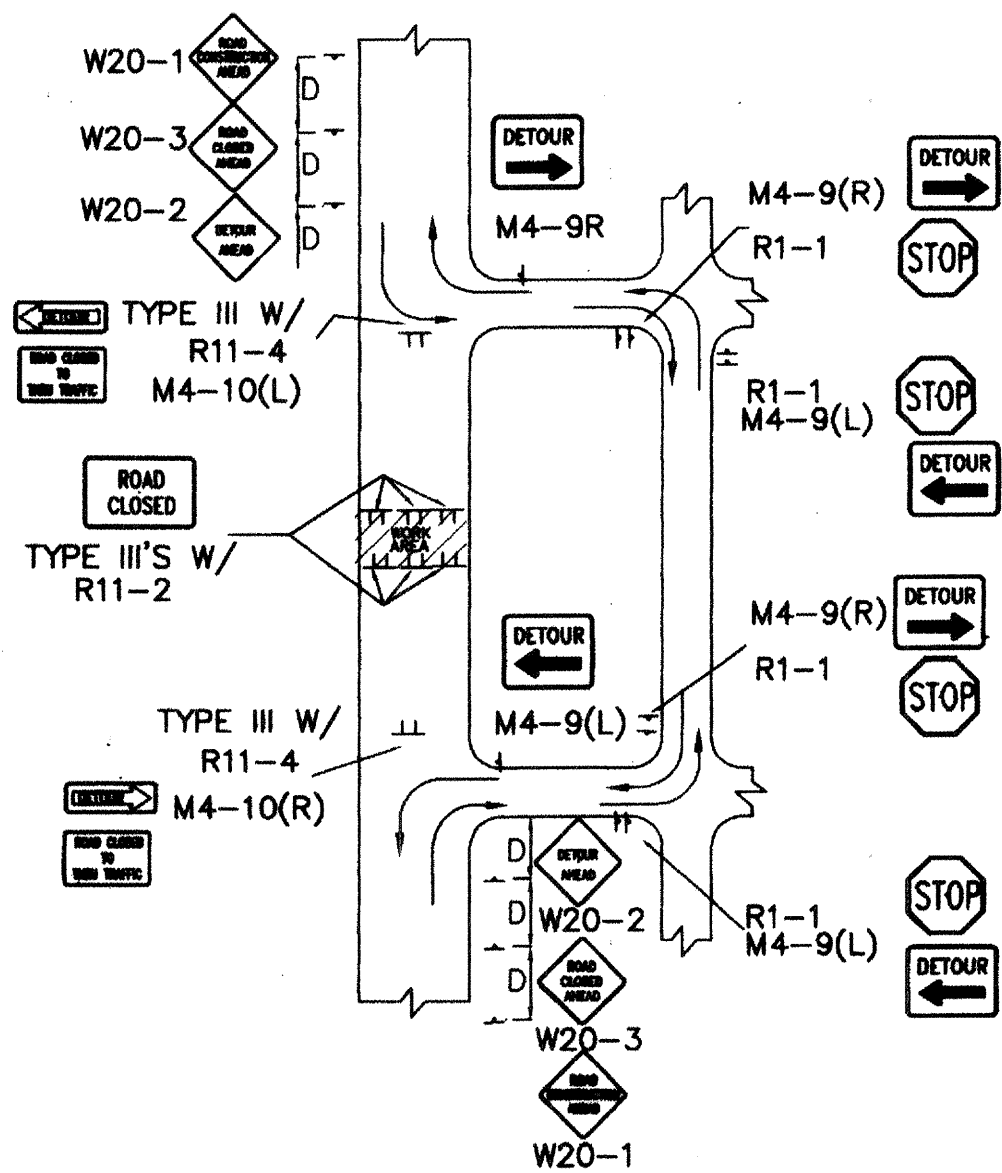 W20-1
ROAD
CONSTRUCTION
AHEAD
D
W20-3
ROAD
CLOSED
AHEAD
D
W20-2
DETOUR
AHEAD
D
DETOUR
M4-9R
M4-9(R)
DETOUR
R1-1
STOP
DETOUR
TYPE III W/
R11-4
M4-10(L)
ROAD CLOSED
TO
THRU TRAFFIC
R1-1
M4-9(L)
STOP
DETOUR
ROAD
CLOSED
TYPE III'S W/
R11-2
WORK
AREA
DETOUR
M4-9(L)
M4-9(R)
DETOUR
R1-1
STOP
TYPE III W/
R11-4
M4-10(R)
DETOUR
ROAD CLOSED
TO
THRU TRAFFIC
D
DETOUR
AHEAD
W20-2
D
ROAD
CLOSED
AHEAD
D
W20-3
ROAD
CONSTRUCTION
AHEAD
W20-1
R1-1
M4-9(L)
STOP
DETOUR